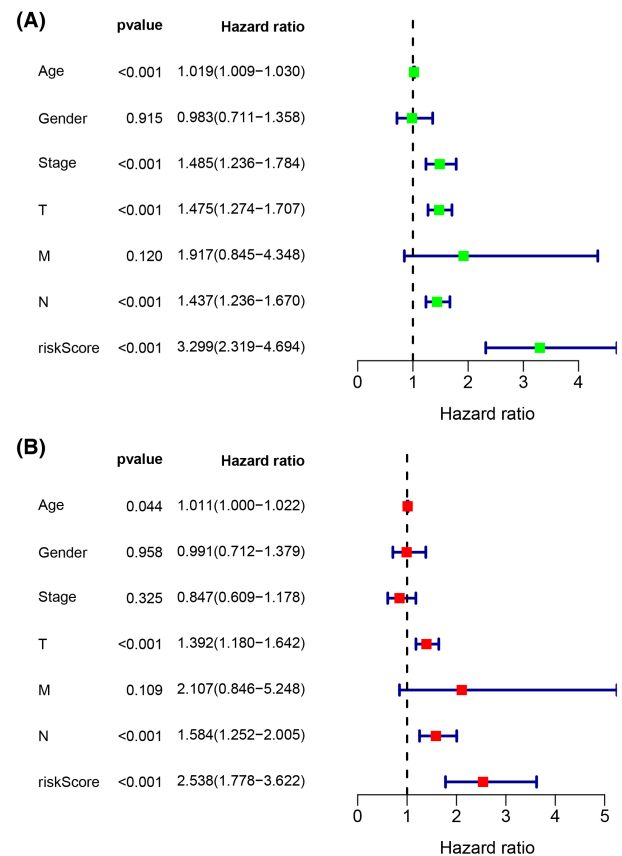 (A)
pvalue Hazard ratio
Age <0.001 1.019(1.009−1.030)
Gender 0.915 0.983(0.711−1.358)
Stage <0.001 1.485(1.236−1.784)
T <0.001 1.475(1.274−1.707)
M 0.120 1.917(0.845−4.348)
N <0.001 1.437(1.236−1.670)
riskScore <0.001 3.299(2.319−4.694)
0 1 2 3 4
Hazard ratio
(B)
pvalue Hazard ratio
Age 0.044 1.011(1.000−1.022)
Gender 0.958 0.991(0.712−1.379)
Stage 0.325 0.847(0.609−1.178)
T <0.001 1.392(1.180−1.642)
M 0.109 2.107(0.846−5.248)
N <0.001 1.584(1.252−2.005)
riskScore <0.001 2.538(1.778−3.622)
0 1 2 3 4 5
Hazard ratio